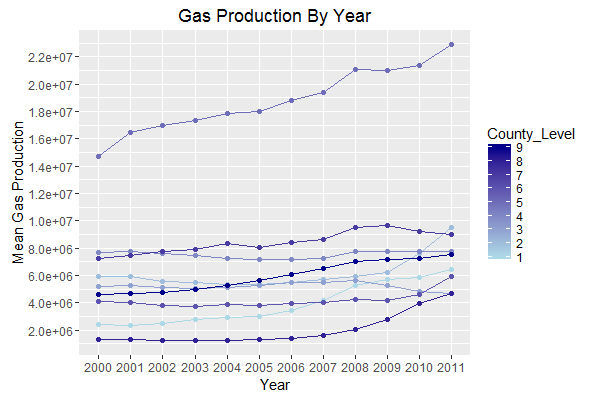 Gas Production By Year
Mean Gas Production
2.2e+07
2.0e+07
1.8e+07
1.6e+07
1.4e+07
1.2e+07
1.0e+07
8.0e+06
6.0e+06
4.0e+06
2.0e+06
2000 2001 2002 2003 2004 2005 2006 2007 2008 2009 2010 2011
Year
County_Level
9
8
7
6
5
4
3
2
1